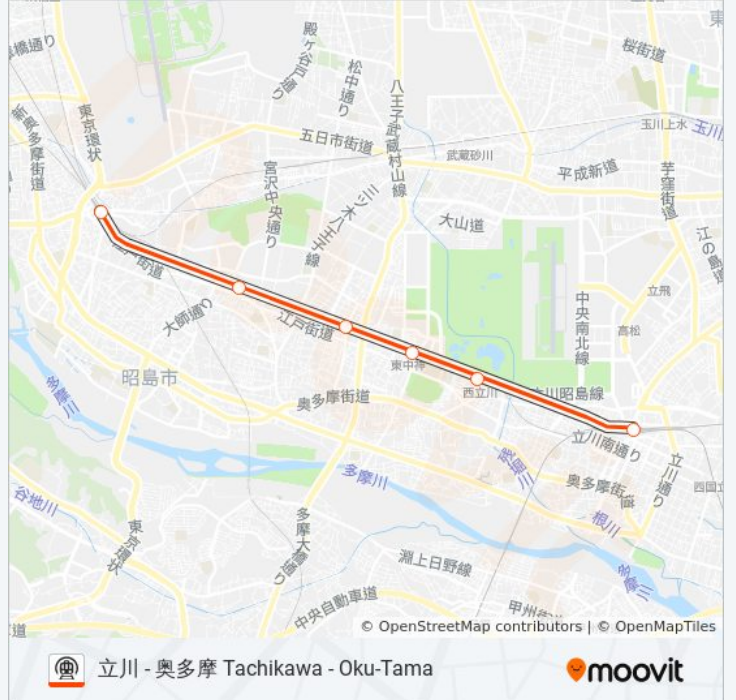 殿ヶ谷戸通り
桜街道
松中通り
東京環状
八王子武蔵村山線
新奥多摩街道
五日市街道
玉川上水
玉川
武蔵砂川
平成新道
芋窪街道
宮沢中央通り
三ツ木八王子線
大山道
江の島道
立飛
中央南北線
高松
大師通り
江戸街道
東中神
昭島市
西立川
立川昭島線
多摩川
奥多摩街道
立川南通り
残堀川
立川通り
多摩川
奥多摩街道
四国立
谷地川
根川
多摩大橋通り
東京環状
淵上日野線
多摩川
中央自動車道
甲州街道
© OpenStreetMap contributors | © OpenMapTiles
立川 - 奥多摩 Tachikawa - Oku-Tama
moovit